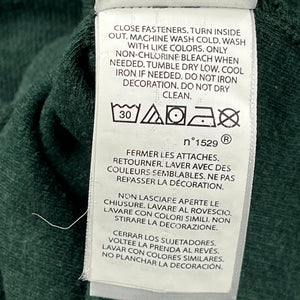 CLOSE FASTENERS. TURN INSIDE
OUT. MACHINE WASH COLD. WASH
WITH LIKE COLORS. ONLY
NON-CHLORINE BLEACH WHEN
NEEDED. TUMBLE DRY LOW. COOL
IRON IF NEEDED. DO NOT IRON
DECORATION. DO NOT DRY
CLEAN.
30
n°1529 ®
FERMER LES ATTACHES.
RETOURNER. LAVER AVEC DES
COULEURS SEMBLABLES. NE PAS
REPASSER LA DÉCORATION.
NON LASCIARE APERTE LE
CHIUSURE. LAVARE AL ROVESCIO.
LAVARE CON COLORI SIMILI. NON
STIRARE LA DECORAZIONE.
CERRAR LOS SUJETADORES.
VOLTEE LA PRENDA AL REVÉS.
LAVAR CON COLORES SIMILARES.
NO PLANCHAR LA DECORACIÓN.